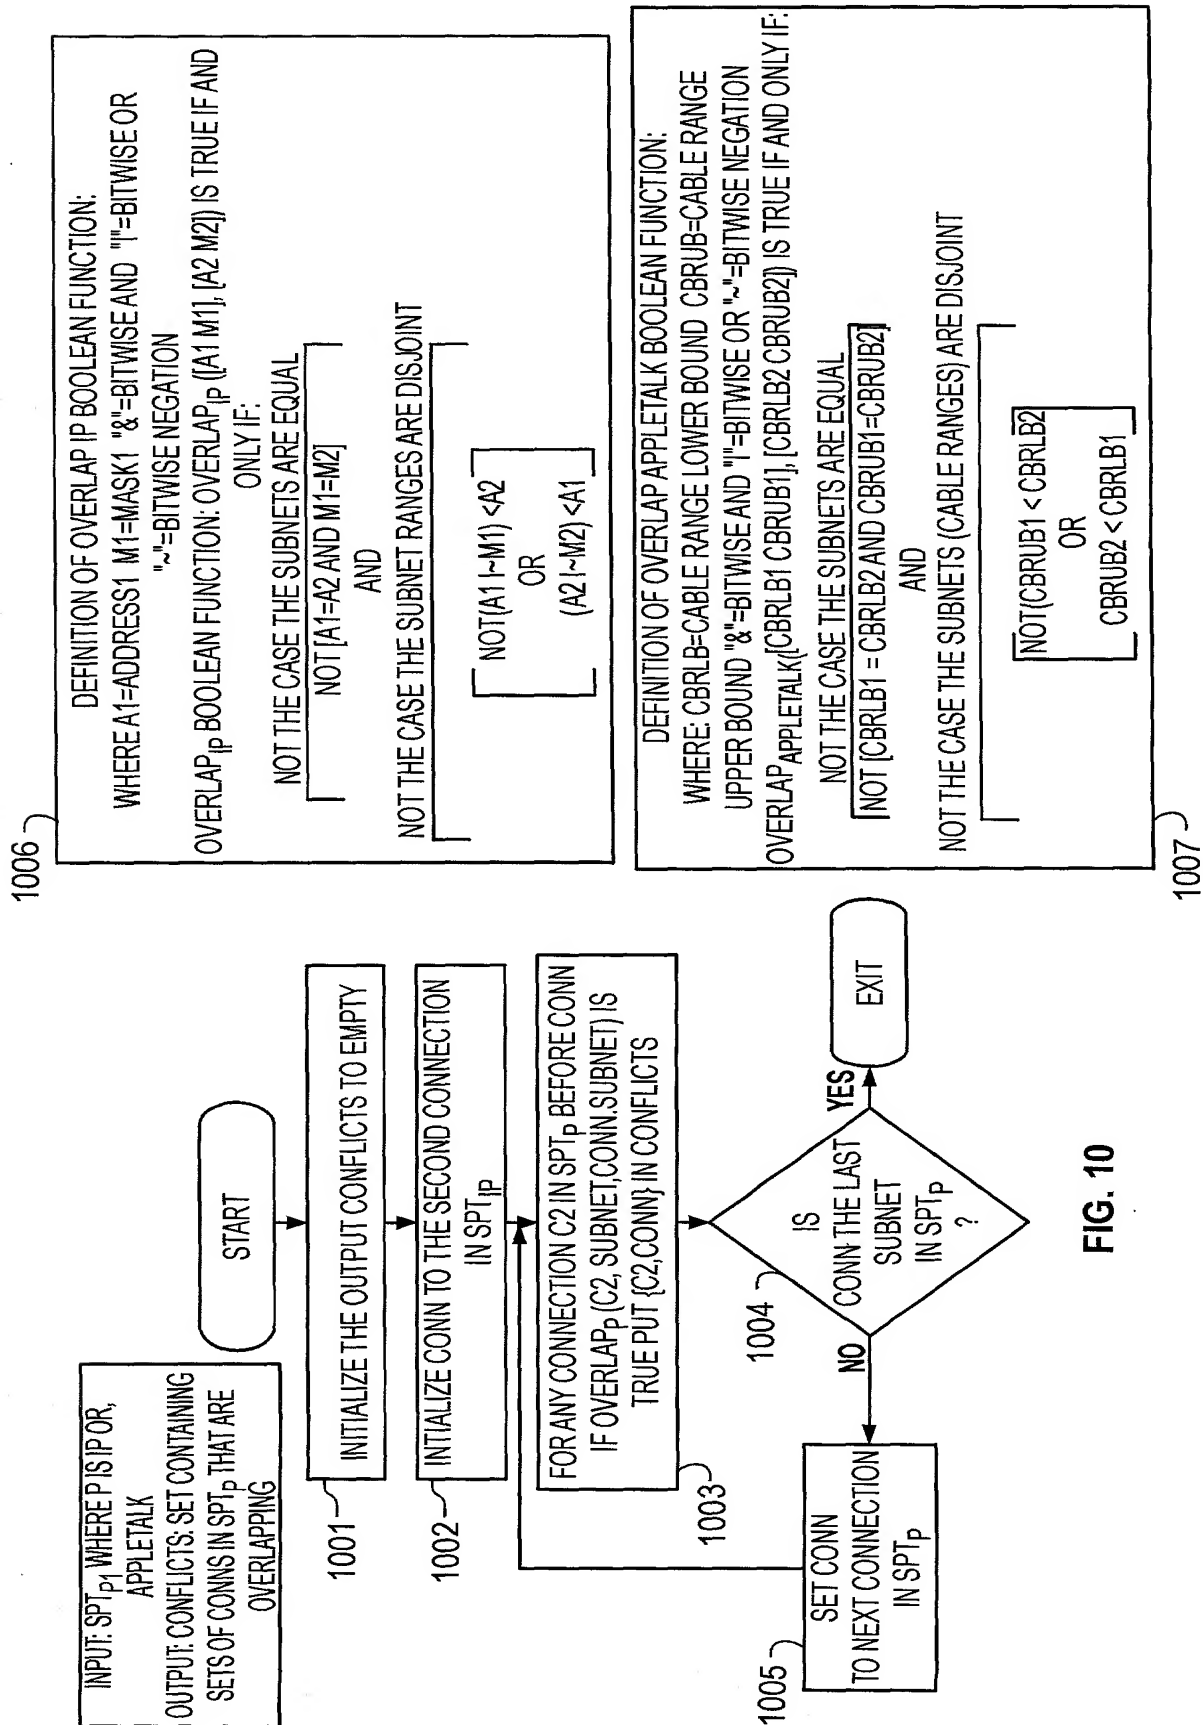 INPUT: SPTP1 WHERE P IS IP OR,
APPLETALK
OUTPUT: CONFLICTS: SET CONTAINING
SETS OF CONNS IN SPTP THAT ARE
OVERLAPPING
START
1001
INITIALIZE THE OUTPUT CONFLICTS TO EMPTY
1002
INTIALIZE CONN TO THE SECOND CONNECTION
IN SPTIP
FOR ANY CONNECTION C2 IN SPTP BEFORE CONN
IF OVERLAPP (C2, SUBNET,CONN.SUBNET) IS
TRUE PUT {C2,CONN} IN CONFLICTS
1003
1004
IS
CONN THE LAST
SUBNET
IN SPTP
?
YES
EXIT
NO
1005
SET CONN
TO NEXT CONNECTION
IN SPTP
1006
DEFINITION OF OVERLAP IP BOOLEAN FUNCTION:
WHERE A1=ADDRESS1 M1=MASK1 "&"=BITWISE AND "|"=BITWISE OR
"~"=BITWISE NEGATION
OVERLAPIP BOOLEAN FUNCTION: OVERLAPIP ([A1 M1], [A2 M2]) IS TRUE IF AND
ONLY IF:
NOT THE CASE THE SUBNETS ARE EQUAL
NOT [A1=A2 AND M1=M2]
AND
NOT THE CASE THE SUBNET RANGES ARE DISJOINT
NOT(A1 |~M1) <A2
OR
(A2 |~M2) <A1
DEFINITION OF OVERLAP APPLETALK BOOLEAN FUNCTION:
WHERE: CBRLB=CABLE RANGE LOWER BOUND CBRUB=CABLE RANGE
UPPER BOUND "&"=BITWISE AND "|"=BITWISE OR "~"=BITWISE NEGATION
OVERLAPAPPLETALK([CBRLB1 CBRUB1], [CBRLB2 CBRUB2]) IS TRUE IF AND ONLY IF:
NOT THE CASE THE SUBNETS ARE EQUAL
NOT [CBRLB1 = CBRLB2 AND CBRUB1=CBRUB2]
AND
NOT THE CASE THE SUBNETS (CABLE RANGES) ARE DISJOINT
NOT(CBRUB1 < CBRLB2
OR
CBRUB2 < CBRLB1
1007
FIG. 10